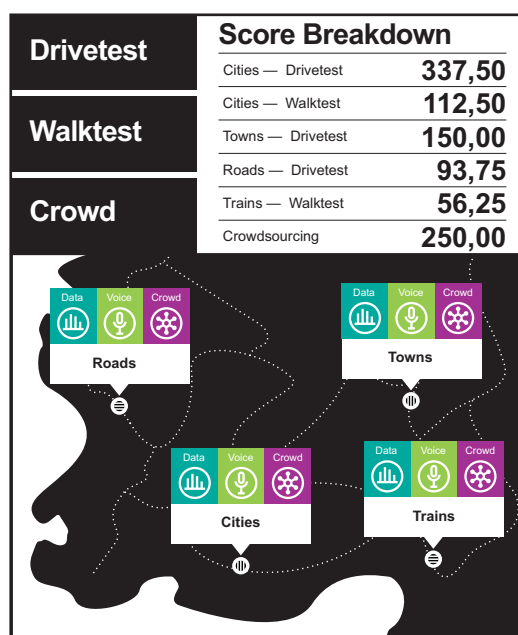 Drivetest
Walktest
Crowd
Score Breakdown
Cities — Drivetest 337,50
Cities — Walktest 112,50
Towns — Drivetest 150,00
Roads — Drivetest 93,75
Trains — Walktest 56,25
Crowdsourcing 250,00
Data Voice Crowd
Roads
Data Voice Crowd
Towns
Data Voice Crowd
Cities
Data Voice Crowd
Trains